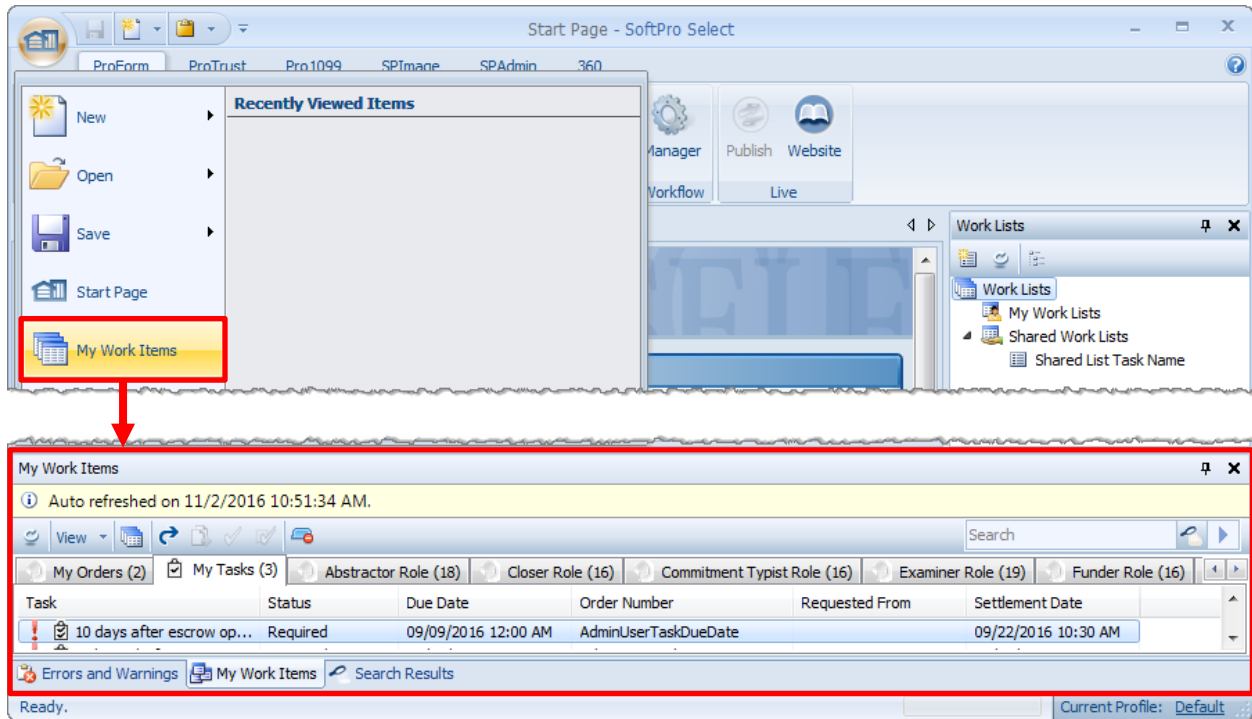 Start Page - SoftPro Select
ProForm ProTrust Pro1099 SPImage SPAdmin 360
New
Open
Save
Start Page
My Work Items
Recently Viewed Items
Manager Publish Website
Workflow Live
Work Lists
Work Lists
My Work Lists
Shared Work Lists
Shared List Task Name
My Work Items
Auto refreshed on 11/2/2016 10:51:34 AM.
View Search
My Orders (2) My Tasks (3) Abstractor Role (18) Closer Role (16) Commitment Typist Role (16) Examiner Role (19) Funder Role (16)
Task Status Due Date Order Number Requested From Settlement Date
10 days after escrow op... Required 09/09/2016 12:00 AM AdminUserTaskDueDate 09/22/2016 10:30 AM
Errors and Warnings My Work Items Search Results
Ready. Current Profile: Default